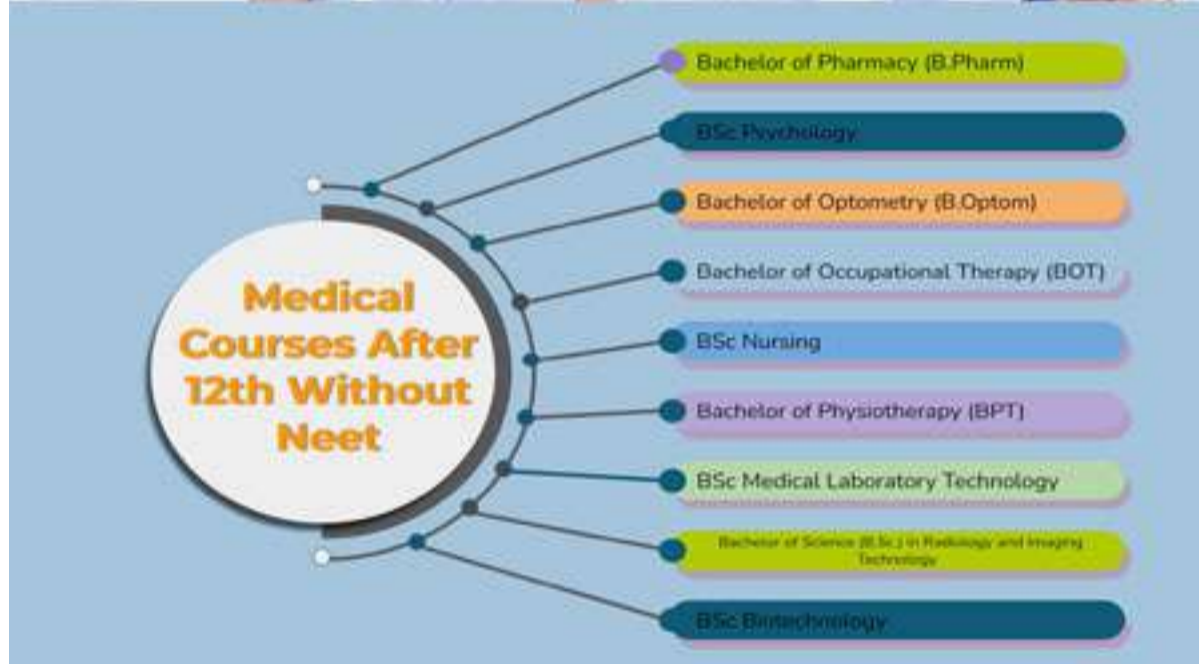 Medical
Courses After
12th Without
Neet
Bachelor of Pharmacy (B.Pharm)
BSc Psychology
Bachelor of Optometry (B.Optom)
Bachelor of Occupational Therapy (BOT)
BSc Nursing
Bachelor of Physiotherapy (BPT)
BSc Medical Laboratory Technology
Bachelor of Science (B.Sc.) in Radiology and Imaging
Technology
BSc Biotechnology